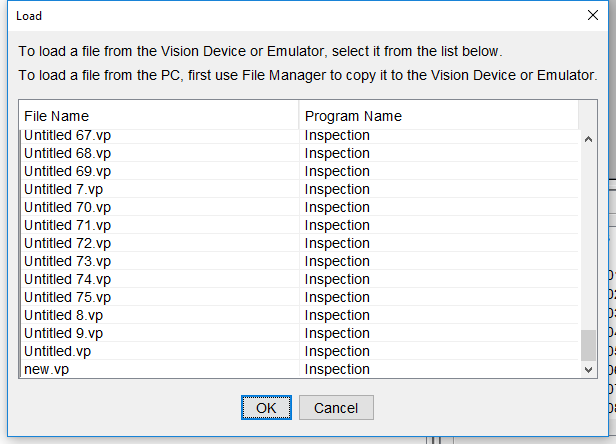 Load
To load a file from the Vision Device or Emulator, select it from the list below.
To load a file from the PC, first use File Manager to copy it to the Vision Device or Emulator.
File Name Program Name
Untitled 67.vp Inspection
Untitled 68.vp Inspection
Untitled 69.vp Inspection
Untitled 7.vp Inspection
Untitled 70.vp Inspection
Untitled 71.vp Inspection
Untitled 72.vp Inspection
Untitled 73.vp Inspection
Untitled 74.vp Inspection
Untitled 75.vp Inspection
Untitled 8.vp Inspection
Untitled 9.vp Inspection
Untitled.vp Inspection
new.vp Inspection
OK Cancel